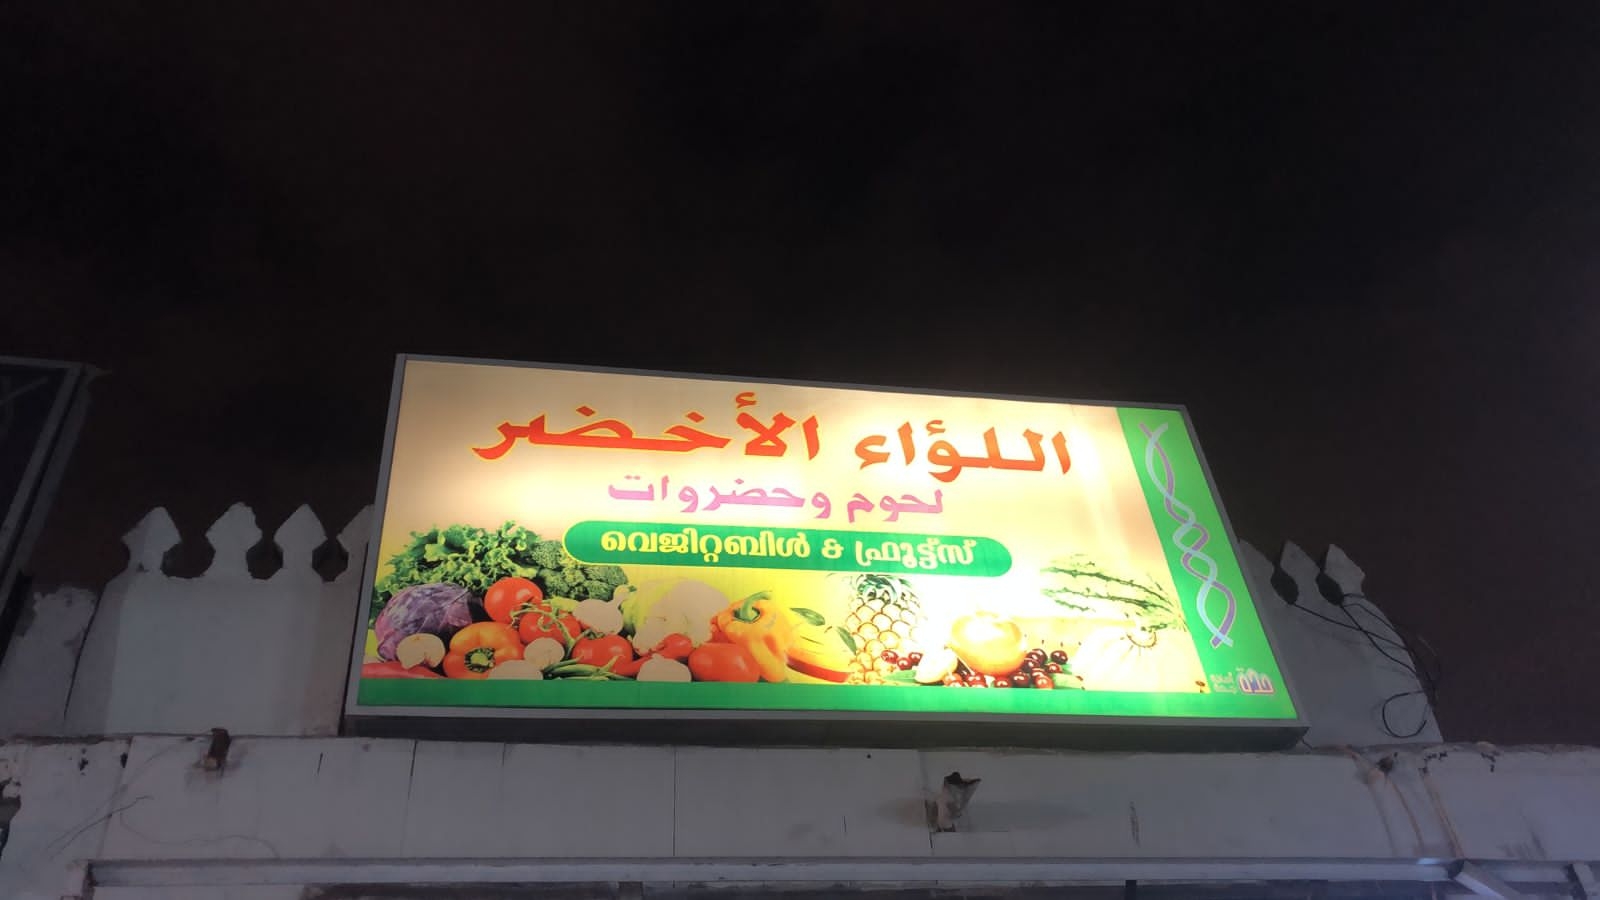 اللؤاء الأخضر
لحوم وحضروات
വെജിറ്റബിൾ & ഫ്രൂട്ട്സ്